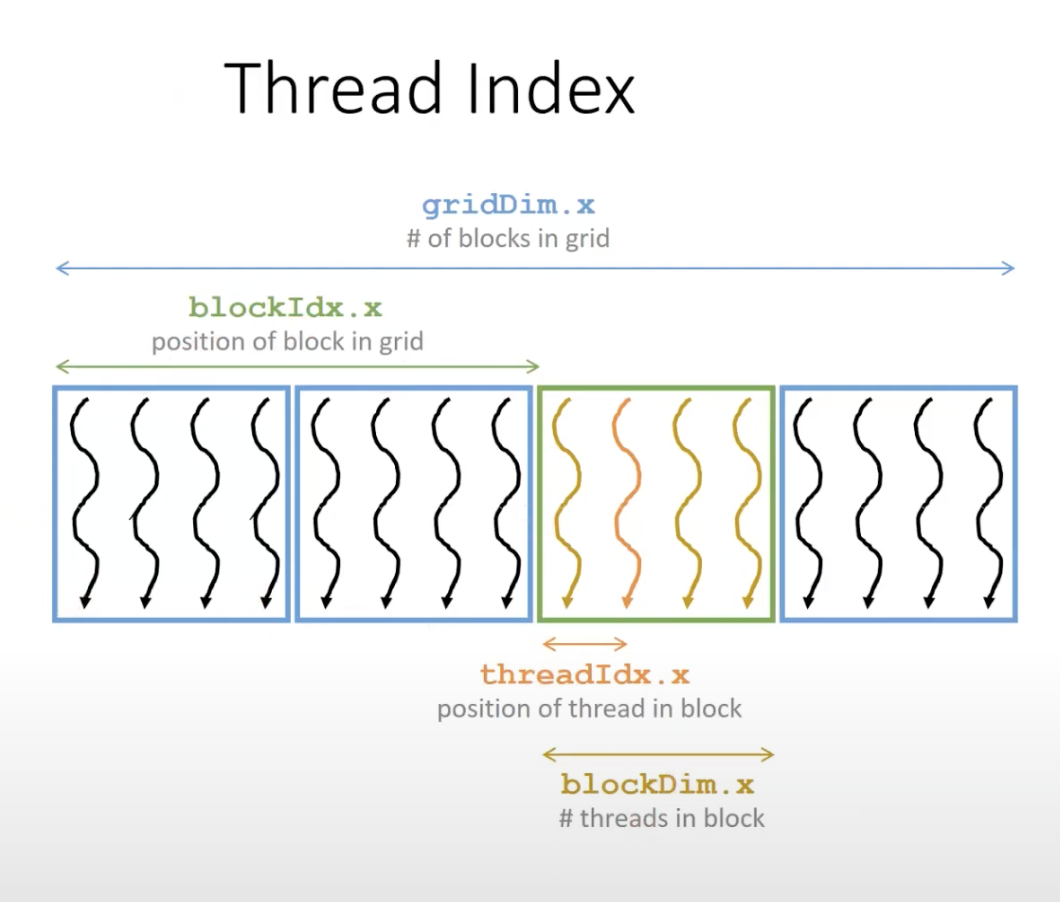 Thread Index
gridDim.x
# of blocks in grid
blockIdx.x
position of block in grid
threadIdx.x
position of thread in block
blockDim.x
# threads in block